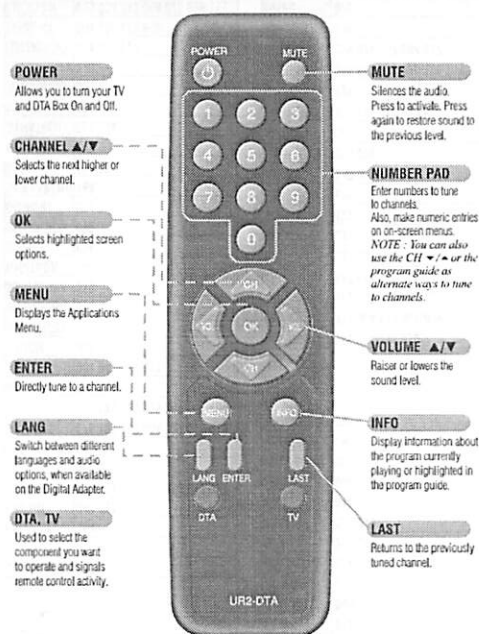 POWER
Allows you to turn your TV
and DTA Box On and Off.
CHANNEL ▲/▼
Selects the next higher or
lower channel.
OK
Selects highlighted screen
options.
MENU
Displays the Applications
Menu.
ENTER
Directly tune to a channel.
LANG
Switch between different
languages and audio
options, when available
on the Digital Adapter.
DTA, TV
Used to select the
component you want
to operate and signals
remote control activity.
POWER MUTE
1 2 3
4 5 6
7 8 9
0
CH
VOL OK VOL
CH
MENU INFO
LANG ENTER LAST
DTA TV
UR2-DTA
MUTE
Silences the audio.
Press to activate. Press
again to restore sound to
the previous level.
NUMBER PAD
Enter numbers to tune
to channels.
Also, make numeric entries
on on-screen menus.
NOTE : You can also
use the CH ▼/▲ or the
program guide as
alternate ways to tune
to channels.
VOLUME ▲/▼
Raiser or lowers the
sound level.
INFO
Display information about
the program currently
playing or highlighted in
the program guide.
LAST
Returns to the previously
tuned channel.